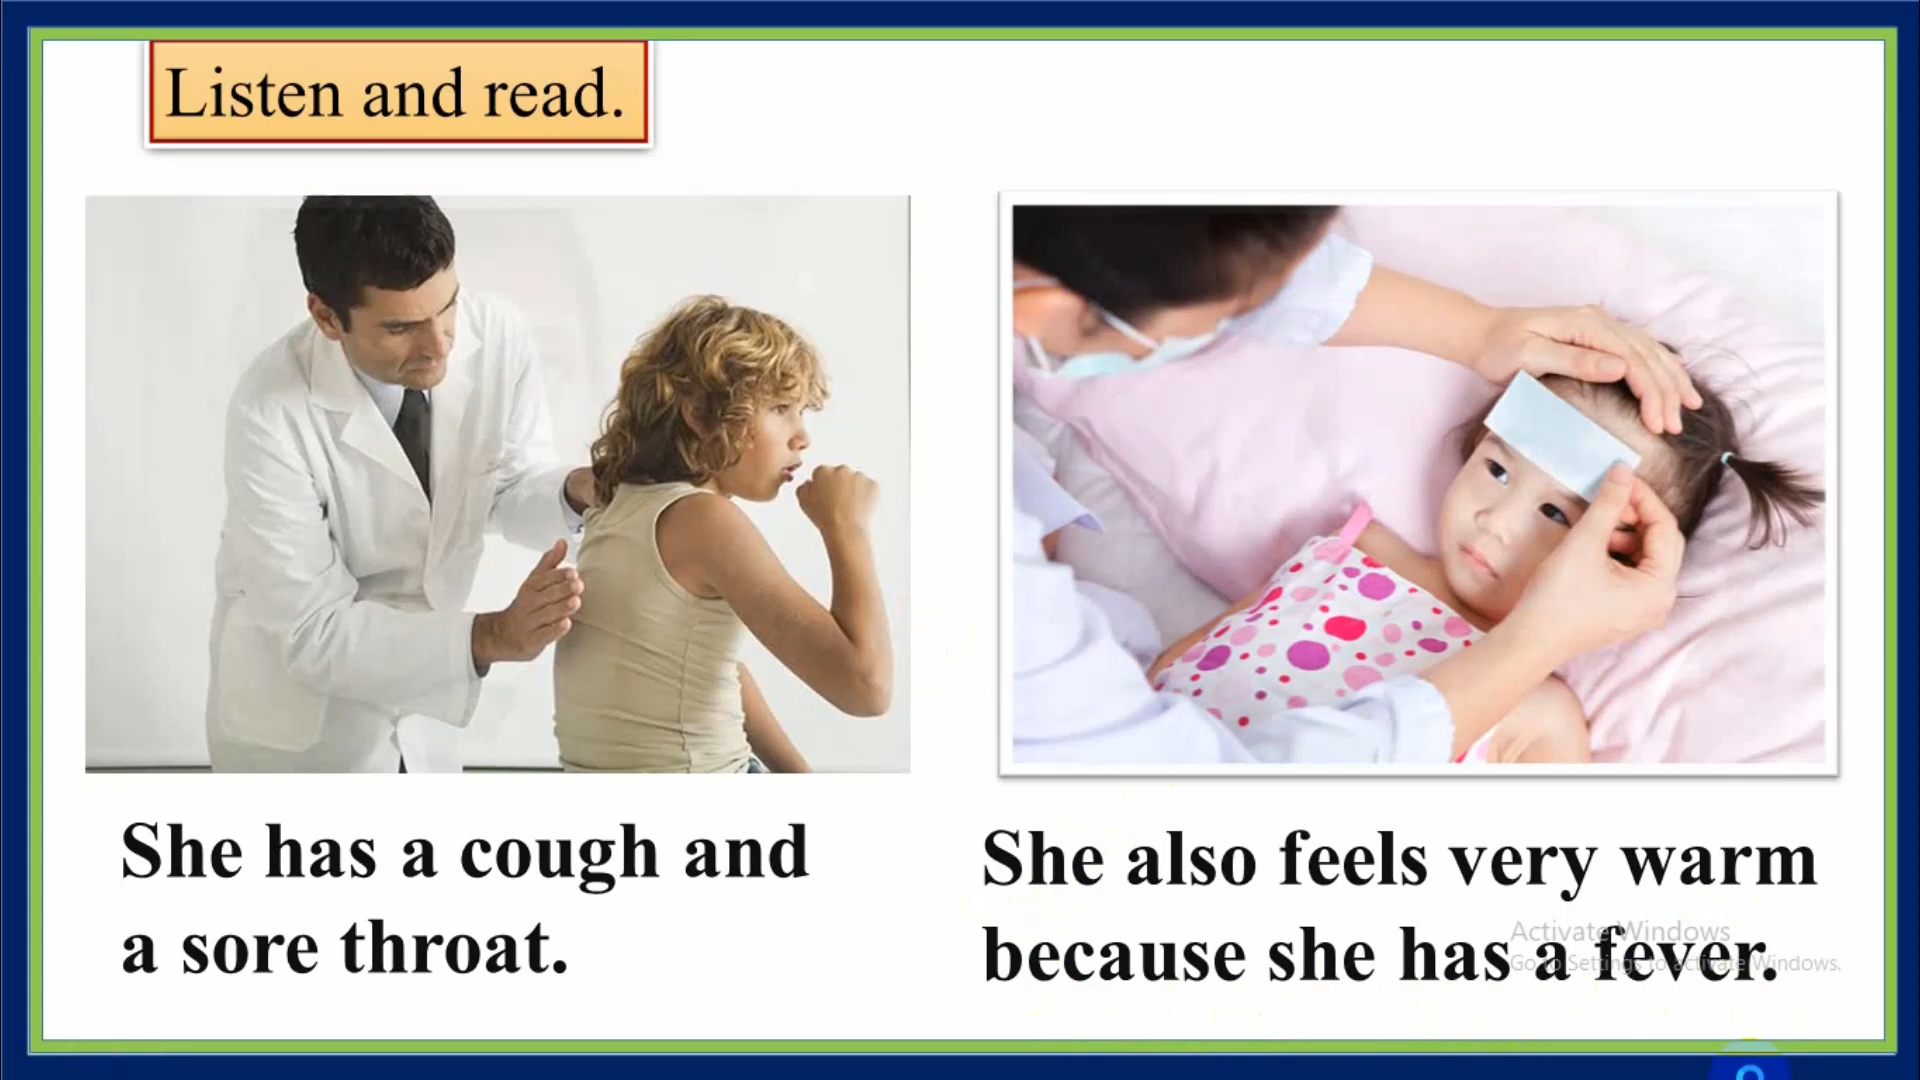 Listen and read.
She has a cough and
a sore throat.
She also feels very warm
because she has a fever.
Activate Windows
Go to Settings to activate Windows.